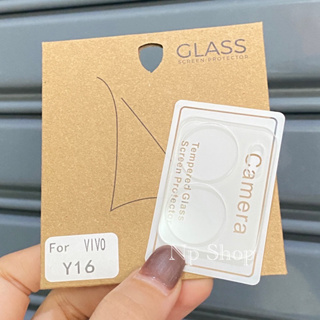 GLASS
SCREEN PROTECTOR
Camera
Tempered Glass
Screen Protector
Np Shop
For VIVO
Y16